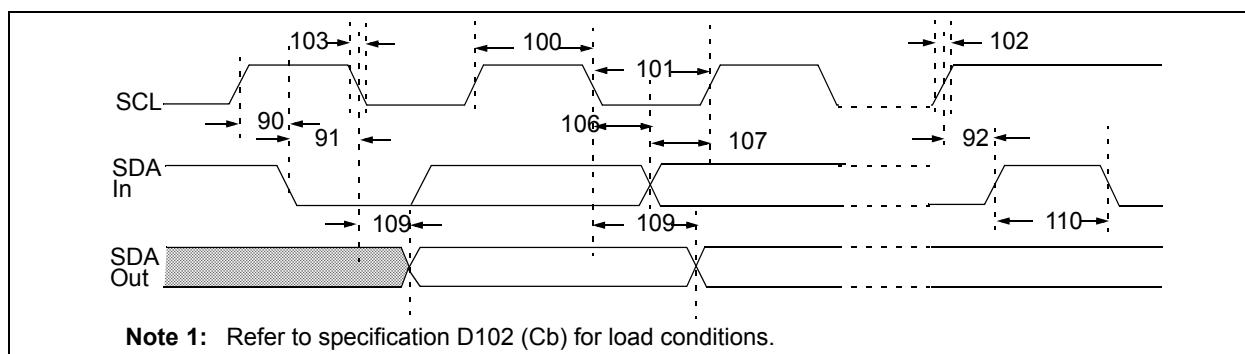 103 100 102
101
SCL
90 106
91 107 92
SDA
In
109 109 110
SDA
Out
Note 1: Refer to specification D102 (Cb) for load conditions.